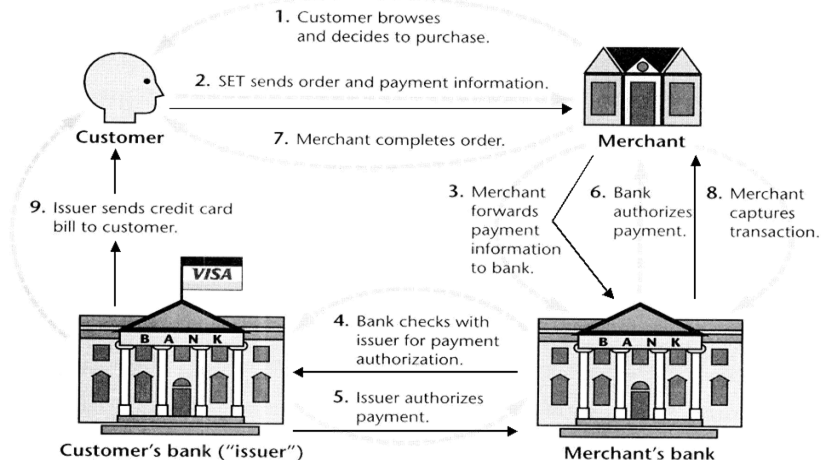 1. Customer browses
and decides to purchase.
2. SET sends order and payment information.
Customer
7. Merchant completes order.
Merchant
3. Merchant
forwards
payment
information
to bank.
6. Bank
authorizes
payment.
8. Merchant
captures
transaction.
9. Issuer sends credit card
bill to customer.
VISA
BANK
4. Bank checks with
issuer for payment
authorization.
5. Issuer authorizes
payment.
BANK
Customer's bank ("issuer")
Merchant's bank